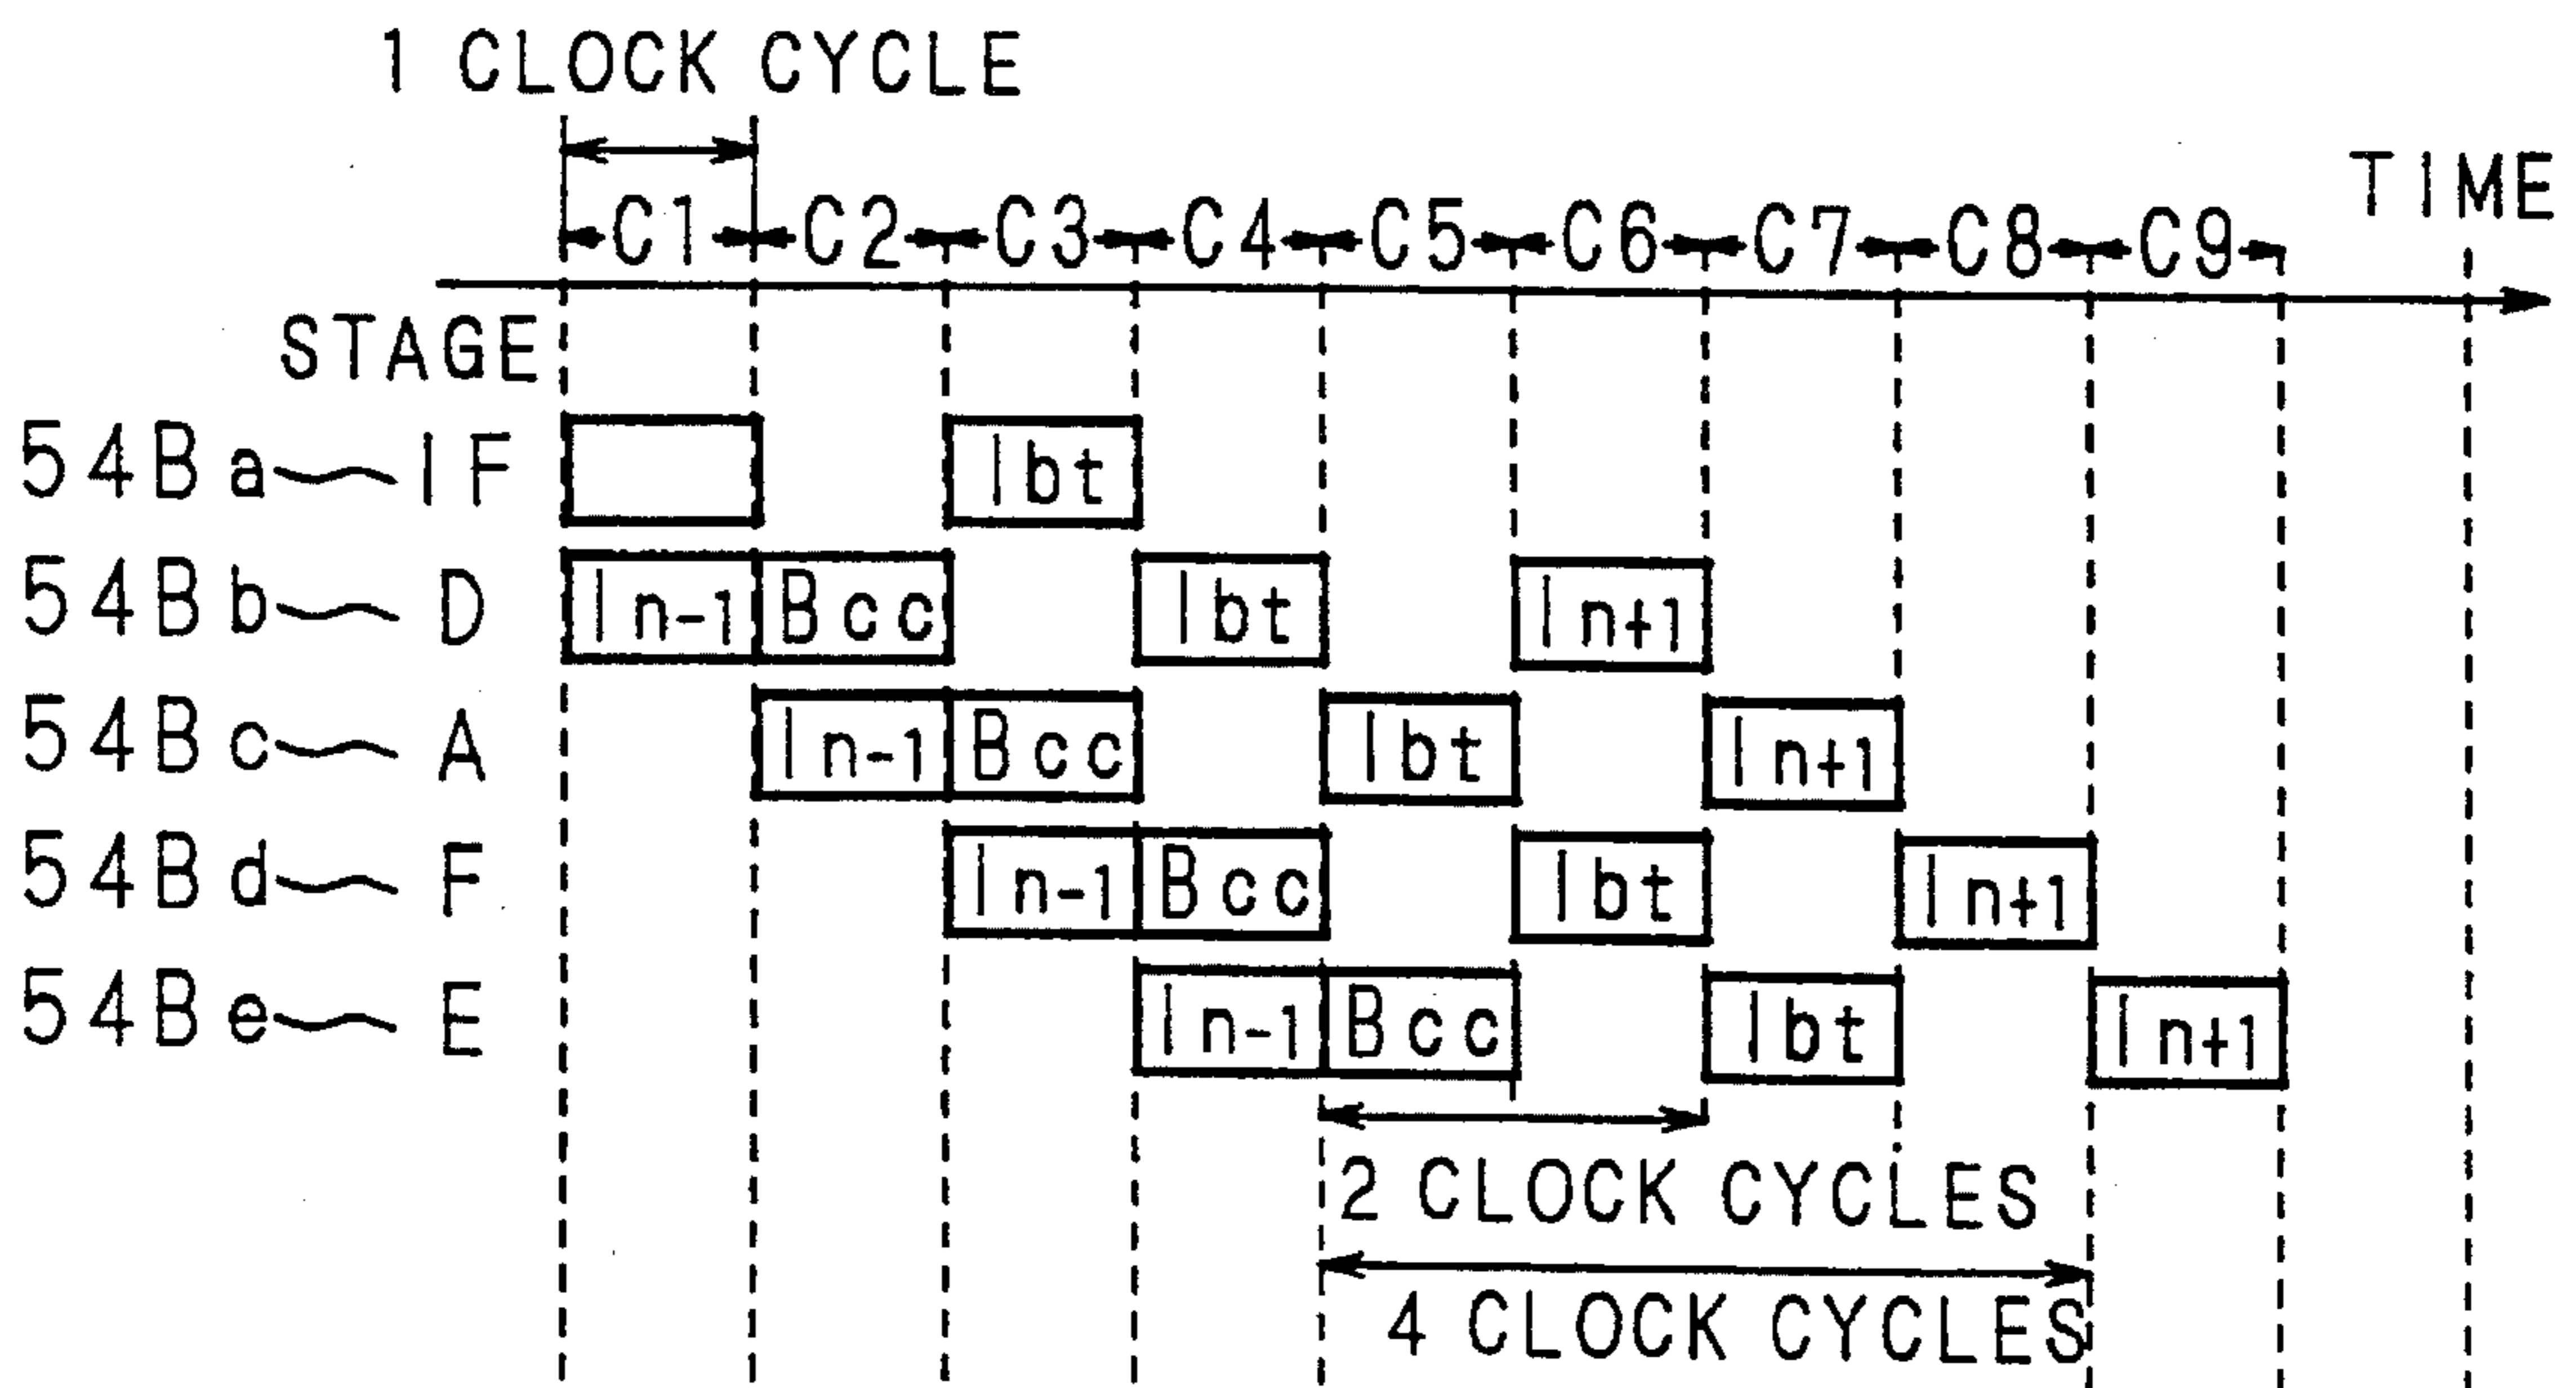 1 CLOCK CYCLE
TIME
C1 C2 C3 C4 C5 C6 C7 C8 C9
STAGE
54Ba IF Ibt
54Bb D In-1 Bcc Ibt In+1
54Bc A In-1 Bcc Ibt In+1
54Bd F In-1 Bcc Ibt In+1
54Be E In-1 Bcc Ibt In+1
2 CLOCK CYCLES
4 CLOCK CYCLES